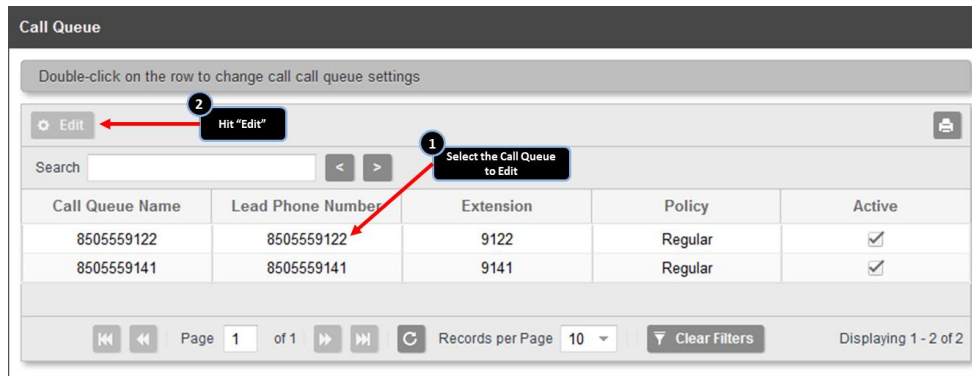 Call Queue
Double-click on the row to change call call queue settings
2
Edit
Hit “Edit”
1
Select the Call Queue
to Edit
Search < >
Call Queue Name Lead Phone Number Extension Policy Active
8505559122 8505559122 9122 Regular
8505559141 8505559141 9141 Regular
Page 1 of 1 Records per Page 10 Clear Filters Displaying 1 - 2 of 2